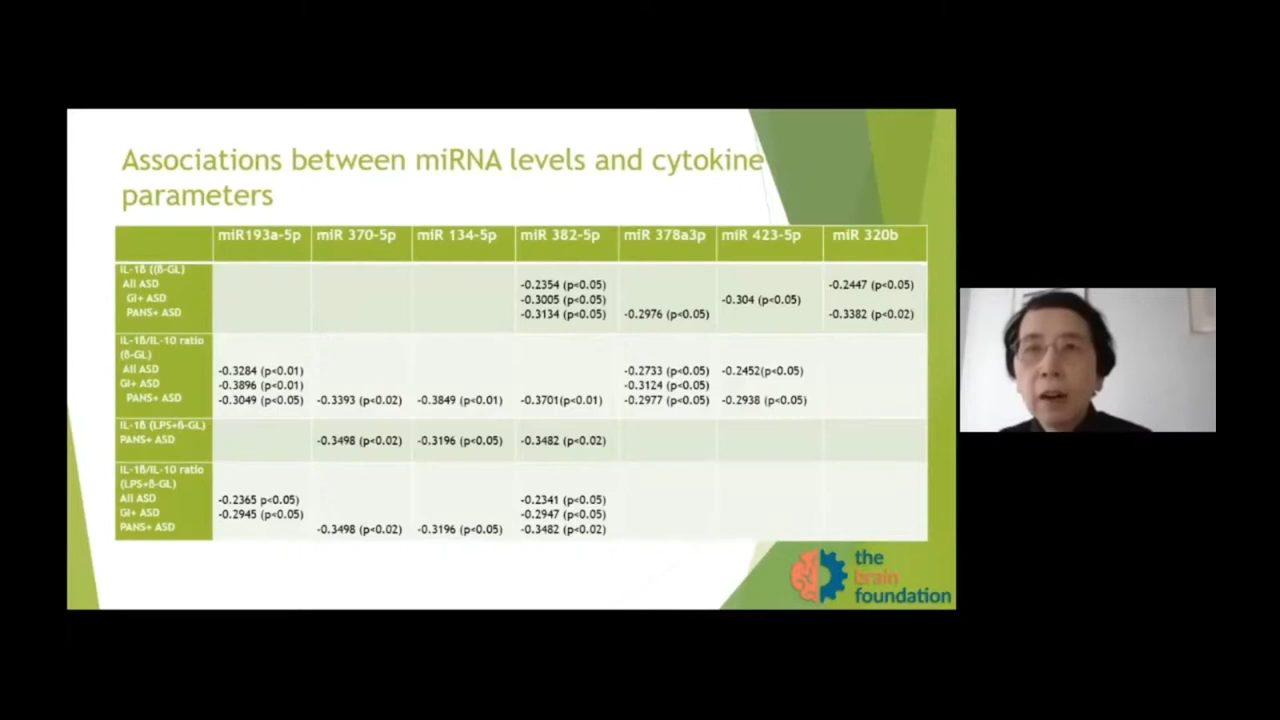 Associations between miRNA levels and cytokine
parameters
miR193a-5p miR 370-5p miR 134-5p miR 382-5p miR 378a3p miR 423-5p miR 320b
IL-1ß ((ß-GL)
All ASD -0.2354 (p<0.05) -0.2447 (p<0.05)
GI+ ASD -0.3005 (p<0.05) -0.304 (p<0.05)
PANS+ ASD -0.3134 (p<0.05) -0.2976 (p<0.05) -0.3382 (p<0.02)
IL-1ß/IL-10 ratio
(ß-GL)
All ASD -0.3284 (p<0.01) -0.2733 (p<0.05) -0.2452(p<0.05)
GI+ ASD -0.3896 (p<0.01) -0.3124 (p<0.05)
PANS+ ASD -0.3049 (p<0.05) -0.3393 (p<0.02) -0.3849 (p<0.01) -0.3701(p<0.01) -0.2977 (p<0.05) -0.2938 (p<0.05)
IL-1ß (LPS+ß-GL)
PANS+ ASD -0.3498 (p<0.02) -0.3196 (p<0.05) -0.3482 (p<0.02)
IL-1ß/IL-10 ratio
(LPS+ß-GL)
All ASD -0.2365 p<0.05) -0.2341 (p<0.05)
GI+ ASD -0.2945 (p<0.05) -0.2947 (p<0.05)
PANS+ ASD -0.3498 (p<0.02) -0.3196 (p<0.05) -0.3482 (p<0.02)
the
brain
foundation